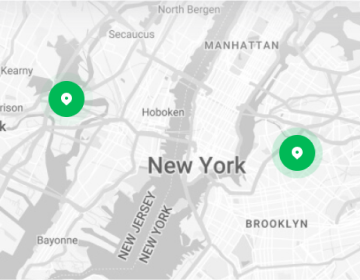 North Bergen
Secaucus
MANHATTAN
Kearny
rison
k
Hoboken
New York
NEW JERSEY
NEW YORK
BROOKLYN
Bayonne